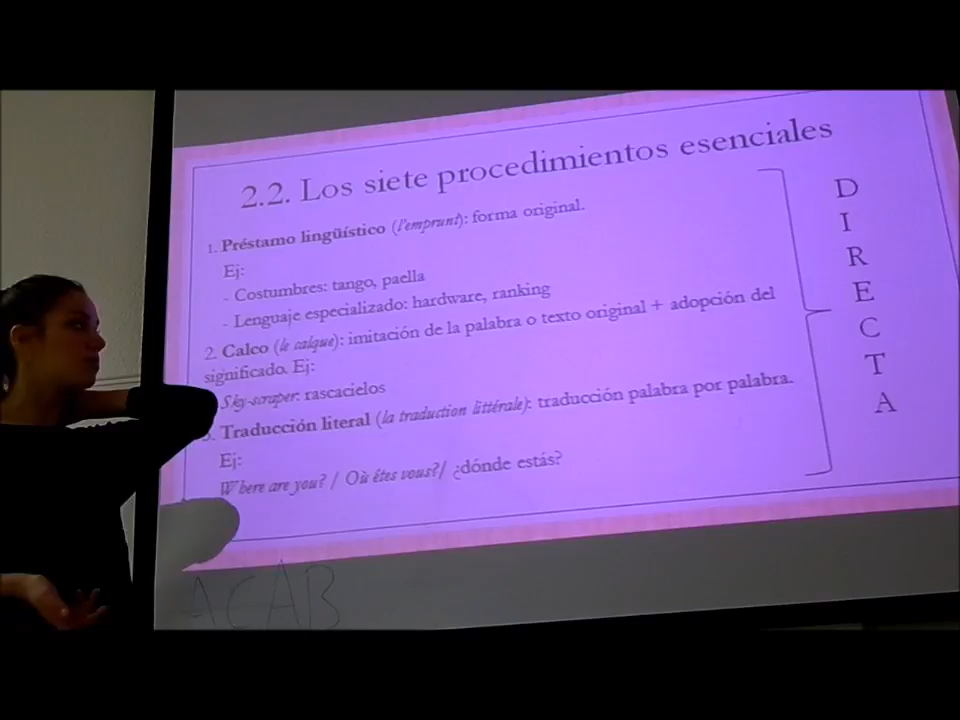 2.2. Los siete procedimientos esenciales
1. Préstamo lingüístico (l'emprunt): forma original.
Ej:
- Costumbres: tango, paella
- Lenguaje especializado: hardware, ranking
2. Calco (le calque): imitación de la palabra o texto original + adopción del
significado. Ej:
Sky-scraper: rascacielos
3. Traducción literal (la traduction littérale): traducción palabra por palabra.
Ej:
Where are you? / Où êtes vous?/ ¿dónde estás?
D
I
R
E
C
T
A
ACAB